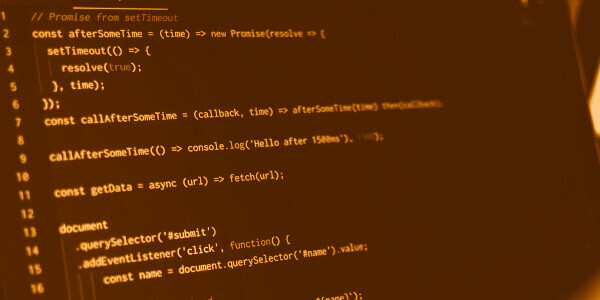 1 // Promise from setTimeout
2 const afterSomeTime = (time) => new Promise(resolve => {
3 setTimeout(() => {
4 resolve(true);
5 }, time);
6 });
7 const callAfterSomeTime = (callback, time) => afterSomeTime(time).then(callback);
8
9 callAfterSomeTime(() => console.log('Hello after 1500ms'), 1500);
10
11 const getData = async (url) => fetch(url);
12
13 document
14 .querySelector('#submit')
15 .addEventListener('click', function() {
16 const name = document.querySelector('#name').value;